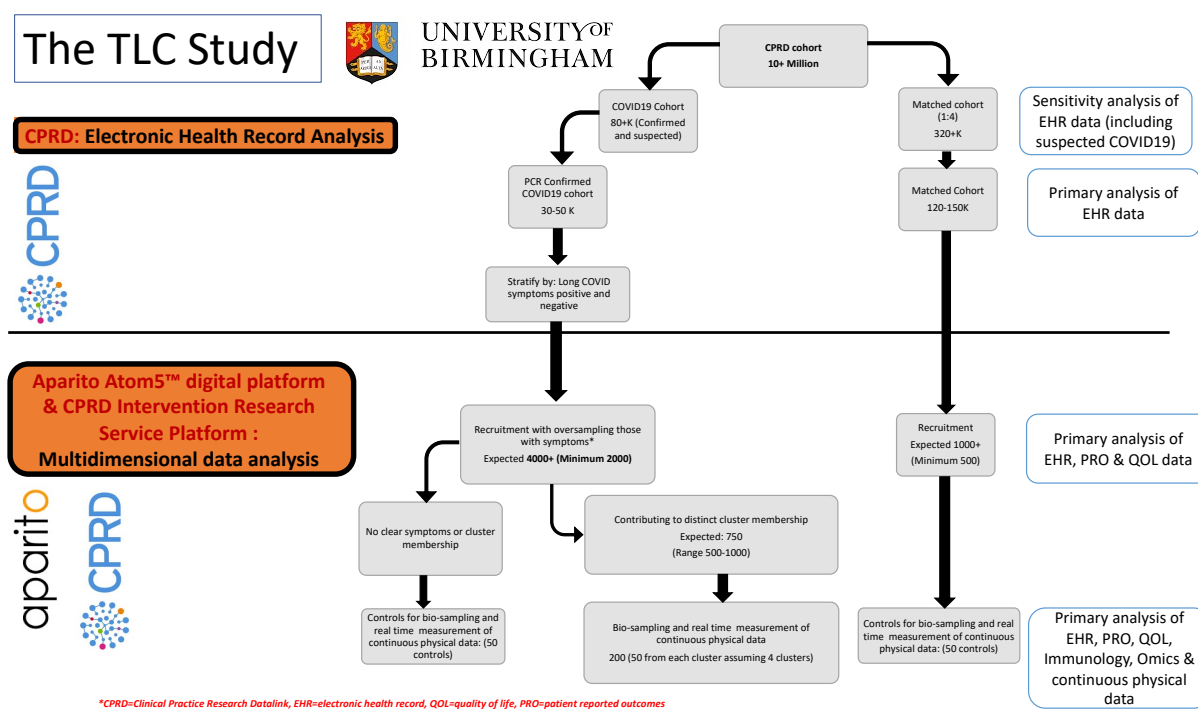 The TLC Study
UNIVERSITY OF
BIRMINGHAM
CPRD cohort
10+ Million
COVID19 Cohort
80+K (Confirmed
and suspected)
Matched cohort
(1:4)
320+K
Sensitivity analysis of
EHR data (including
suspected COVID19)
CPRD: Electronic Health Record Analysis
CPRD
PCR Confirmed
COVID19 cohort
30-50 K
Matched Cohort
120-150K
Primary analysis of
EHR data
Stratify by: Long COVID
symptoms positive and
negative
Aparito Atom5™ digital platform
& CPRD Intervention Research
Service Platform :
Multidimensional data analysis
Recruitment with oversampling those
with symptoms*
Expected 4000+ (Minimum 2000)
Recruitment
Expected 1000+
(Minimum 500)
Primary analysis of
EHR, PRO & QOL data
aparito
CPRD
No clear symptoms or cluster
membership
Contributing to distinct cluster membership
Expected: 750
(Range 500-1000)
Controls for bio-sampling and
real time measurement of
continuous physical data: (50
controls)
Bio-sampling and real time measurement of
continuous physical data
200 (50 from each cluster assuming 4 clusters)
Controls for bio-sampling and real
time measurement of continuous
physical data: (50 controls)
Primary analysis of
EHR, PRO, QOL,
Immunology, Omics &
continuous physical
data
*CPRD=Clinical Practice Research Datalink, EHR=electronic health record, QOL=quality of life, PRO=patient reported outcomes